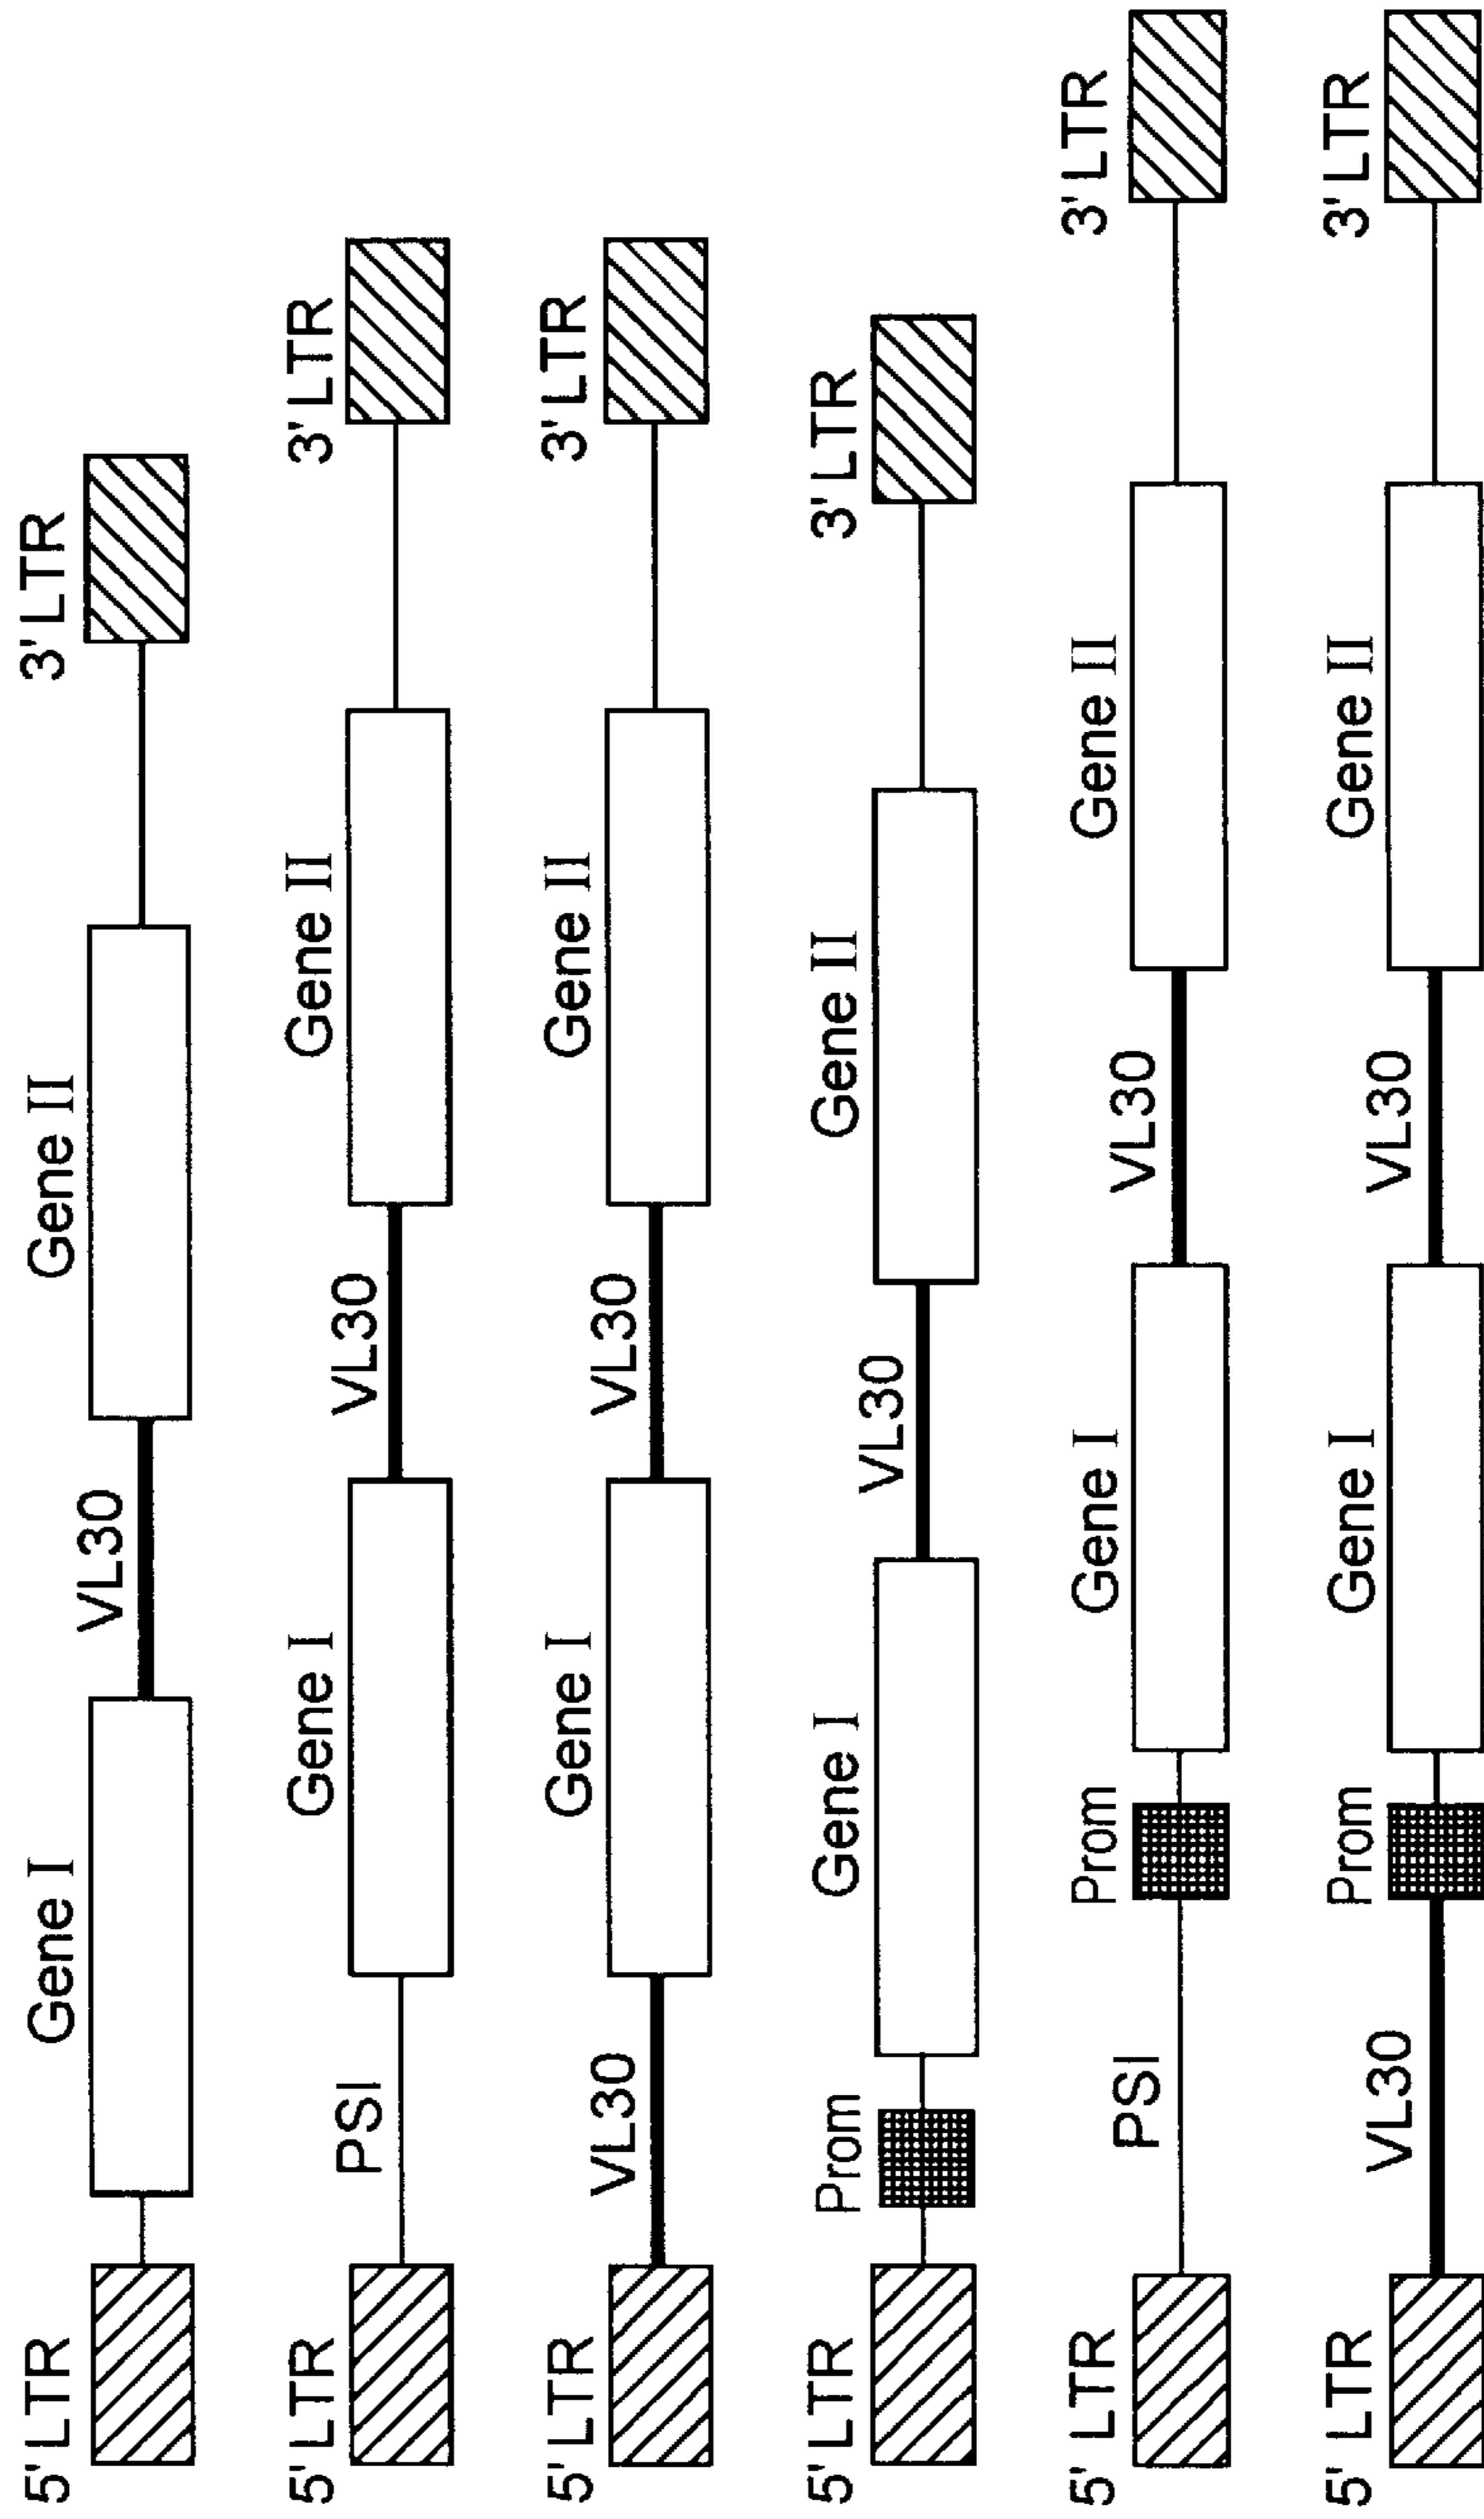 5' LTR Gene I VL30 Gene II 3' LTR
5' LTR PSI Gene I VL30 Gene II 3' LTR
5' LTR VL30 Gene I VL30 Gene II 3' LTR
5' LTR Prom Gene I VL30 Gene II 3' LTR
5' LTR PSI Prom Gene I VL30 Gene II 3' LTR
5' LTR VL30 Prom Gene I VL30 Gene II 3' LTR